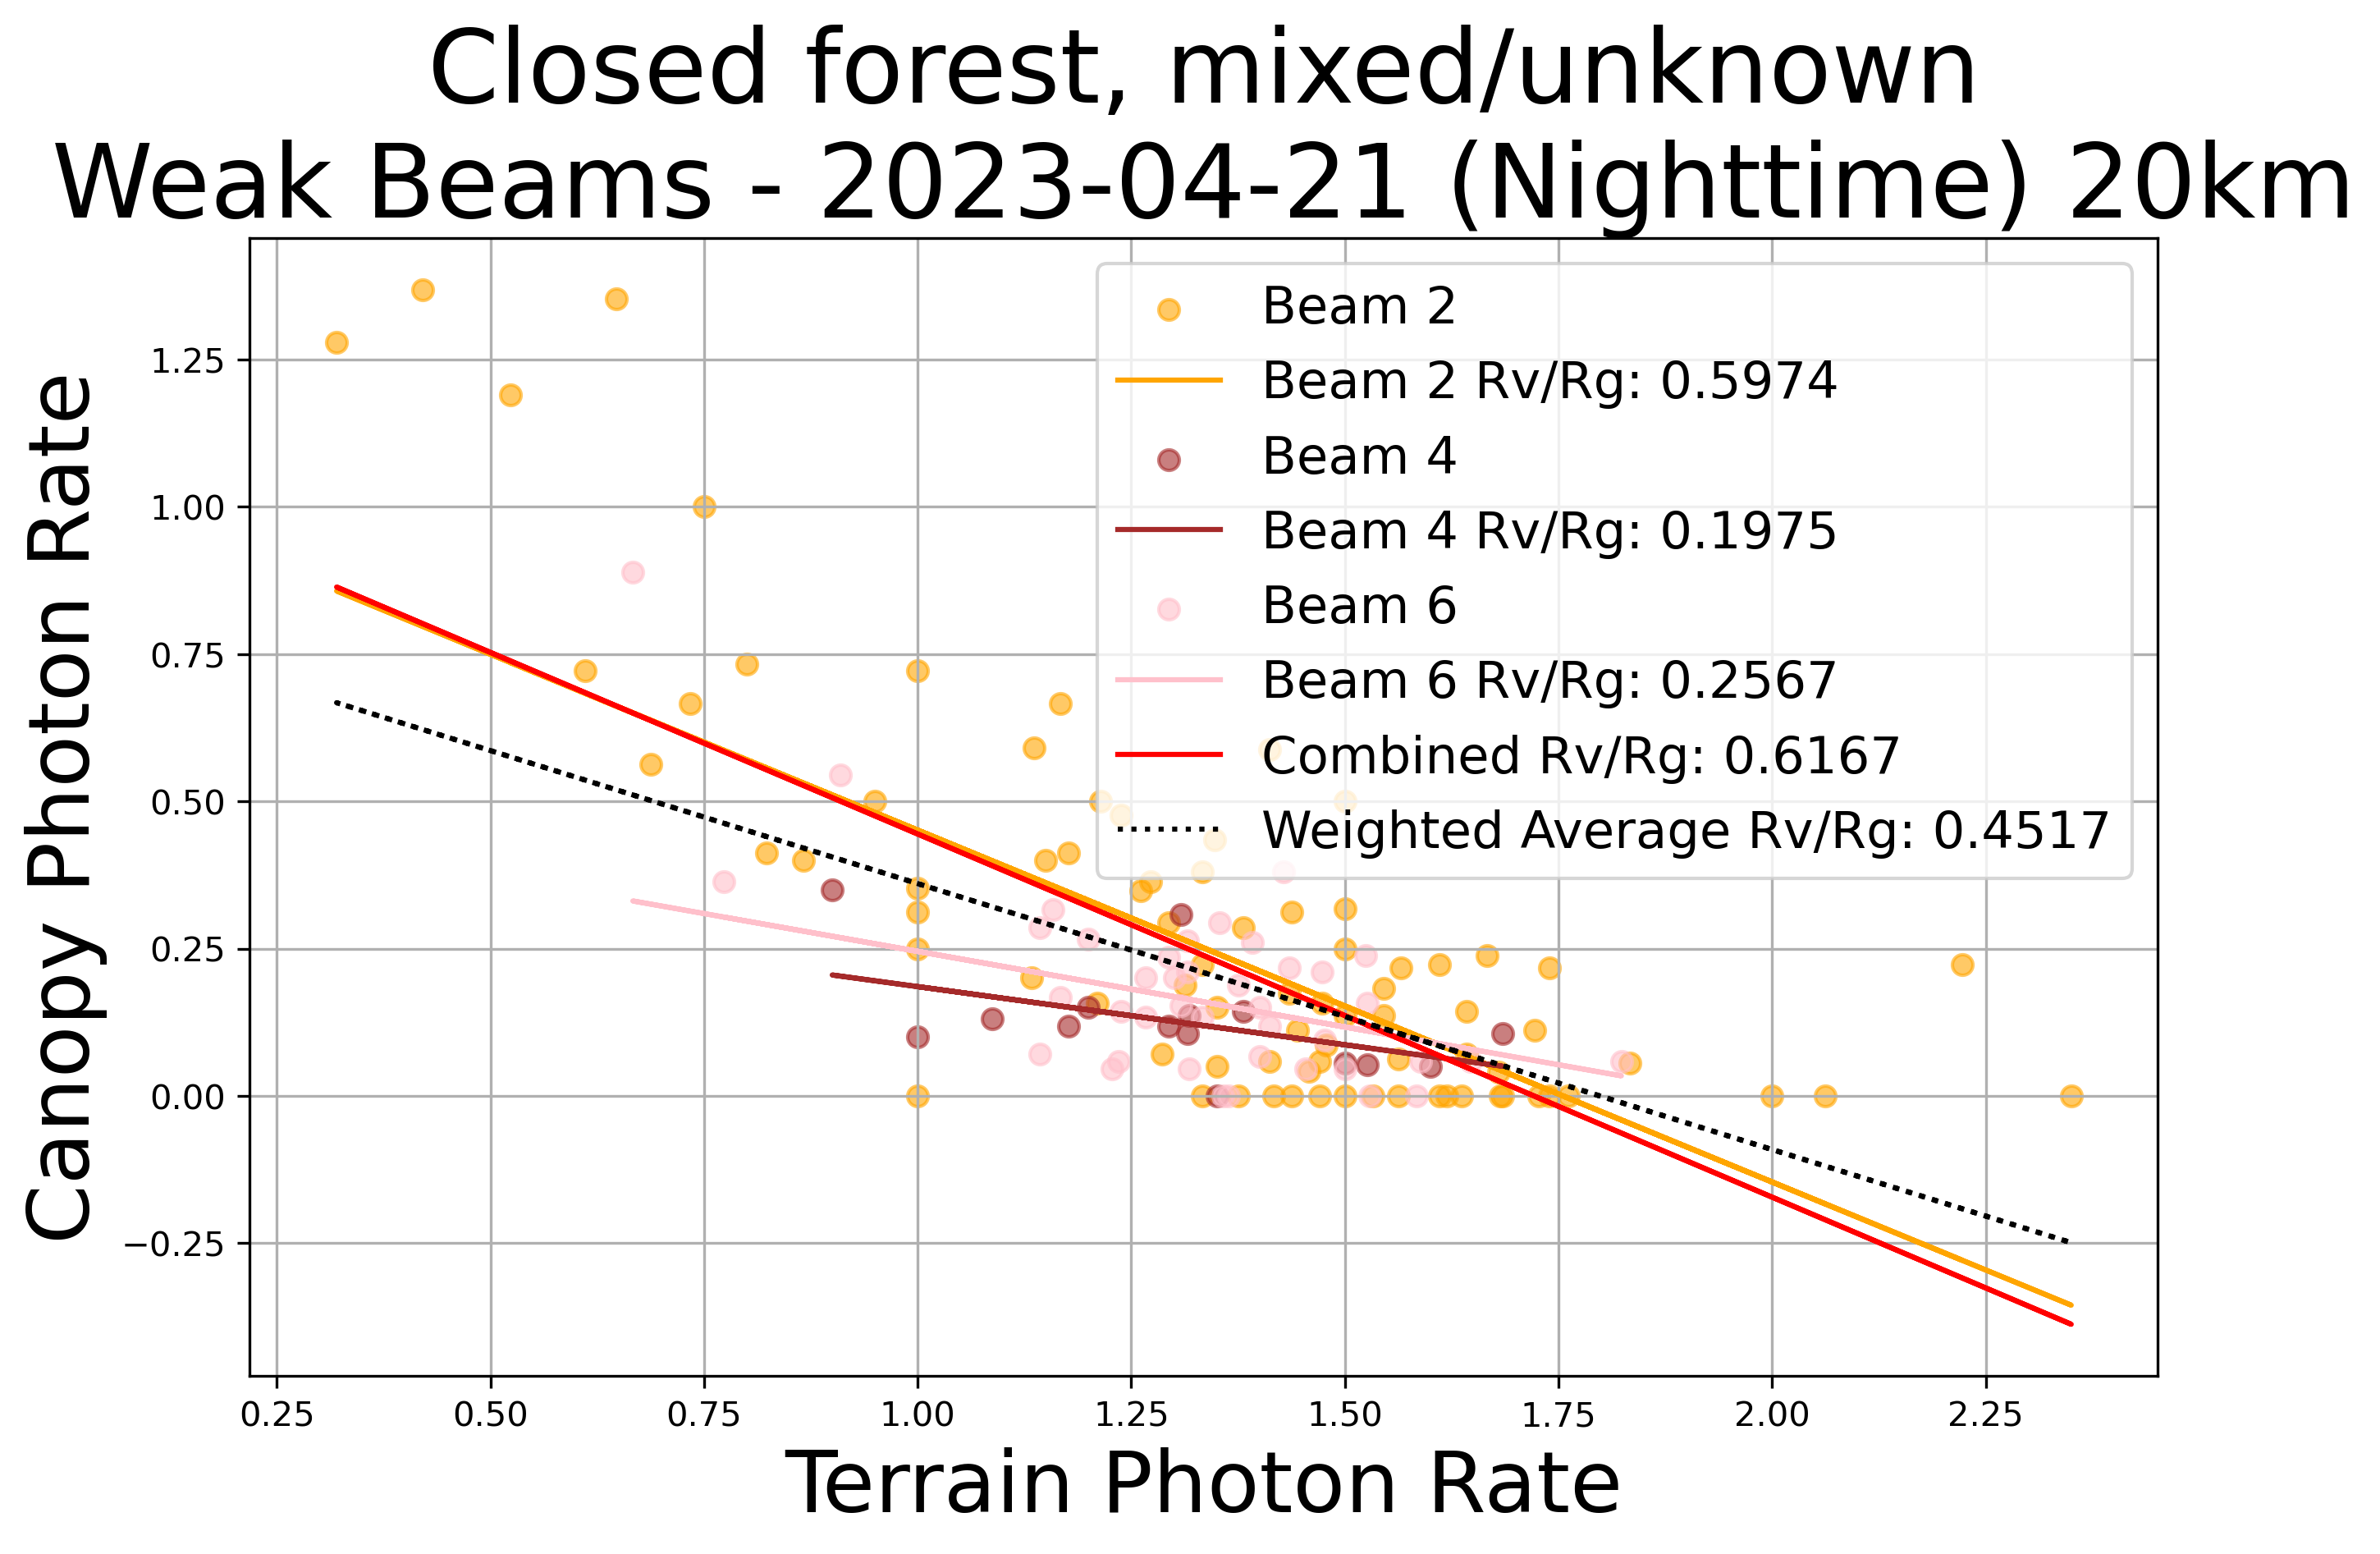 Closed forest, mixed/unknown
Weak Beams - 2023-04-21 (Nighttime) 20km
Canopy Photon Rate
1.25
1.00
0.75
0.50
0.25
0.00
−0.25
Beam 2
Beam 2 Rv/Rg: 0.5974
Beam 4
Beam 4 Rv/Rg: 0.1975
Beam 6
Beam 6 Rv/Rg: 0.2567
Combined Rv/Rg: 0.6167
Weighted Average Rv/Rg: 0.4517
0.25 0.50 0.75 1.00 1.25 1.50 1.75 2.00 2.25
Terrain Photon Rate